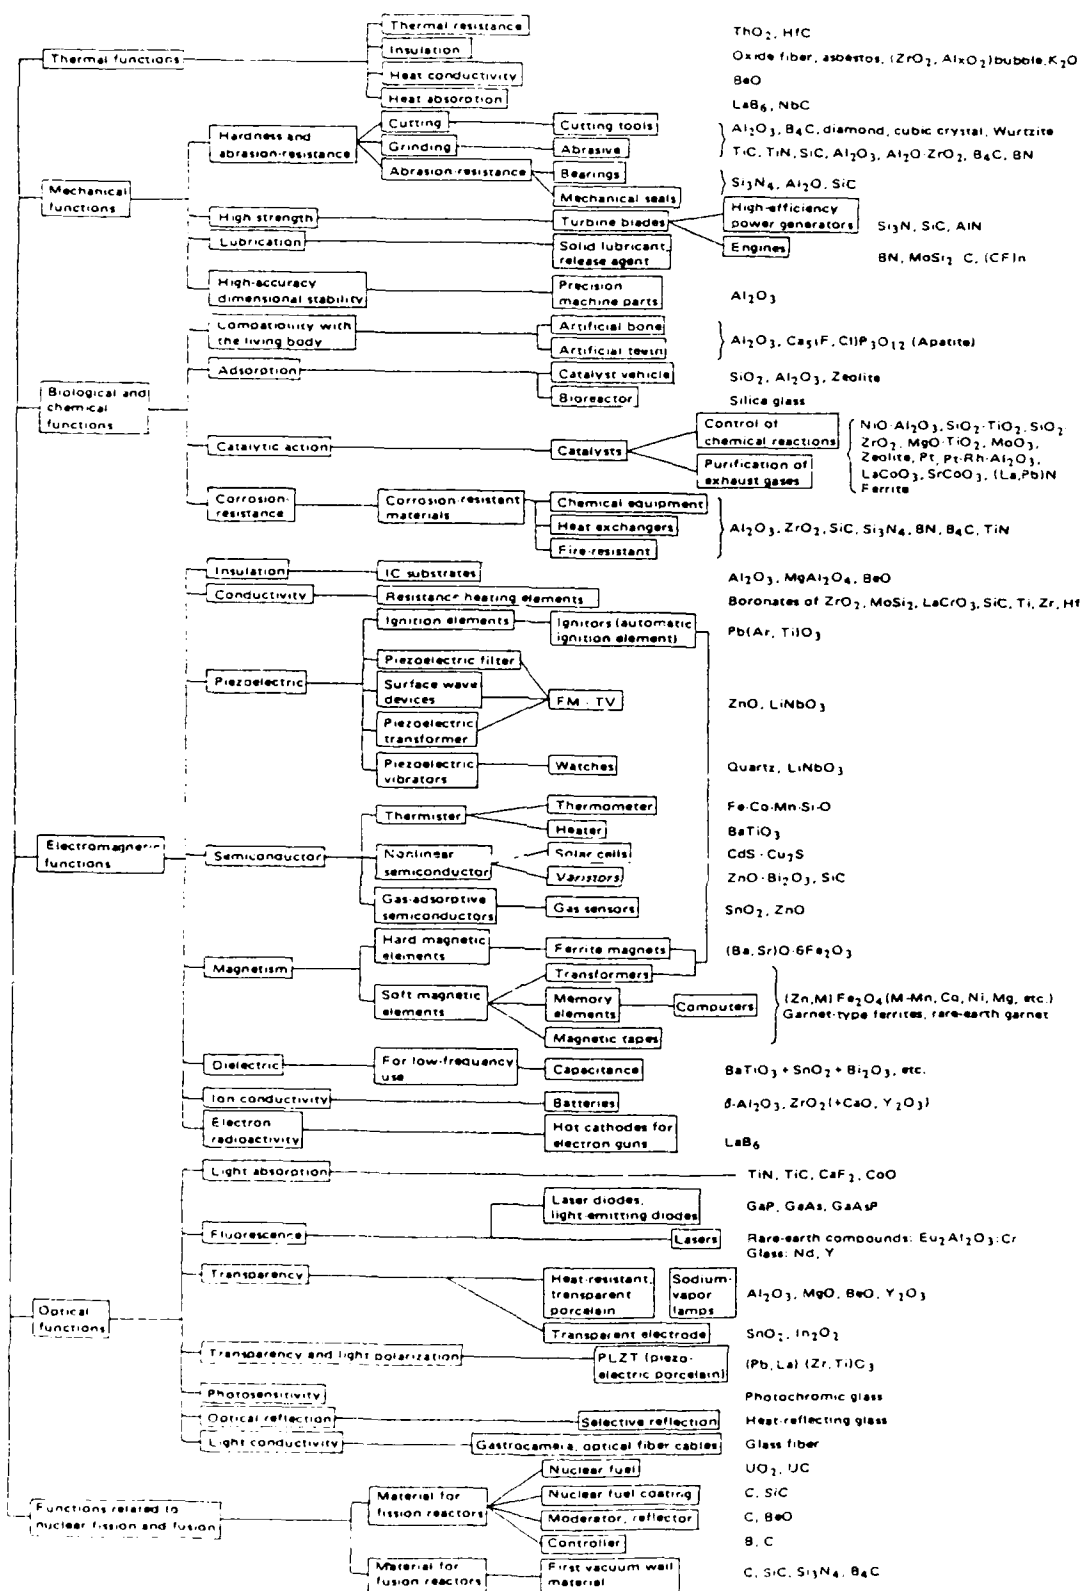 Thermal functions
Thermal resistance
ThO2, HfC
Insulation
Oxide fiber, asbestos, (ZrO2, AlxO2)bubble, K2O
Heat conductivity
BeO
Heat absorption
LaB6, NbC
Mechanical
functions
Hardness and
abrasion-resistance
Cutting
Cutting tools
Al2O3, B4C, diamond, cubic crystal, Wurtzite
Grinding
Abrasive
TiC, TiN, SiC, Al2O3, Al2O·ZrO2, B4C, BN
Abrasion-resistance
Bearings
Mechanical seals
Si3N4, Al2O, SiC
High strength
Turbine blades
High-efficiency
power generators
Engines
Si3N, SiC, AlN
Lubrication
Solid lubricant,
release agent
BN, MoSi2 C, (CF)n
High-accuracy
dimensional stability
Precision
machine parts
Al2O3
Biological and
chemical
functions
Compatibility with
the living body
Artificial bone
Artificial teeth
Al2O3, Ca5(F, Cl)P3O12 (Apatite)
Adsorption
Catalyst vehicle
SiO2, Al2O3, Zeolite
Bioreactor
Silica glass
Catalytic action
Catalysts
Control of
chemical reactions
Purification of
exhaust gases
NiO·Al2O3, SiO2·TiO2, SiO2·
ZrO2, MgO·TiO2, MoO3,
Zeolite, Pt, Pt·Rh·Al2O3,
LaCoO3, SrCoO3, (La,Pb)N
Ferrite
Corrosion-
resistance
Corrosion-resistant
materials
Chemical equipment
Heat exchangers
Fire-resistant
Al2O3, ZrO2, SiC, Si3N4, BN, B4C, TiN
Electromagnetic
functions
Insulation
IC substrates
Al2O3, MgAl2O4, BeO
Conductivity
Resistance heating elements
Boronates of ZrO2, MoSi2, LaCrO3, SiC, Ti, Zr, Hf
Piezoelectric
Ignition elements
Ignitors (automatic
ignition element)
Pb(Ar, Ti)O3
Piezoelectric filter
Surface wave
devices
Piezoelectric
transformer
FM · TV
ZnO, LiNbO3
Piezoelectric
vibrators
Watches
Quartz, LiNbO3
Semiconductor
Thermister
Thermometer
Fe·Co·Mn·Si·O
Heater
BaTiO3
Nonlinear
semiconductor
Solar cells
CdS · Cu2S
Varistors
ZnO·Bi2O3, SiC
Gas-adsorptive
semiconductors
Gas sensors
SnO2, ZnO
Magnetism
Hard magnetic
elements
Ferrite magnets
(Ba, Sr)O·6Fe2O3
Soft magnetic
elements
Transformers
Memory
elements
Computers
Magnetic tapes
(Zn,M) Fe2O4 (M-Mn, Co, Ni, Mg, etc.)
Garnet-type ferrites, rare-earth garnet
Dielectric
For low-frequency
use
Capacitance
BaTiO3 + SnO2 + Bi2O3, etc.
Ion conductivity
Batteries
β-Al2O3, ZrO2(+CaO, Y2O3)
Electron
radioactivity
Hot cathodes for
electron guns
LaB6
Optical
functions
Light absorption
TiN, TiC, CaF2, CoO
Fluorescence
Laser diodes,
light-emitting diodes
GaP, GaAs, GaAsP
Lasers
Rare-earth compounds: Eu2Al2O3:Cr
Glass: Nd, Y
Transparency
Heat-resistant,
transparent
porcelain
Sodium-
vapor
lamps
Al2O3, MgO, BeO, Y2O3
Transparent electrode
SnO2, In2O2
Transparency and light polarization
PLZT (piezo-
electric porcelain)
(Pb, La) (Zr, Ti)C3
Photosensitivity
Photochromic glass
Optical reflection
Selective reflection
Heat-reflecting glass
Light conductivity
Gastrocamera, optical fiber cables
Glass fiber
Functions related to
nuclear fission and fusion
Material for
fission reactors
Nuclear fuel
UO2, UC
Nuclear fuel coating
C, SiC
Moderator, reflector
C, BeO
Controller
B, C
Material for
fusion reactors
First vacuum wall
material
C, SiC, Si3N4, B4C